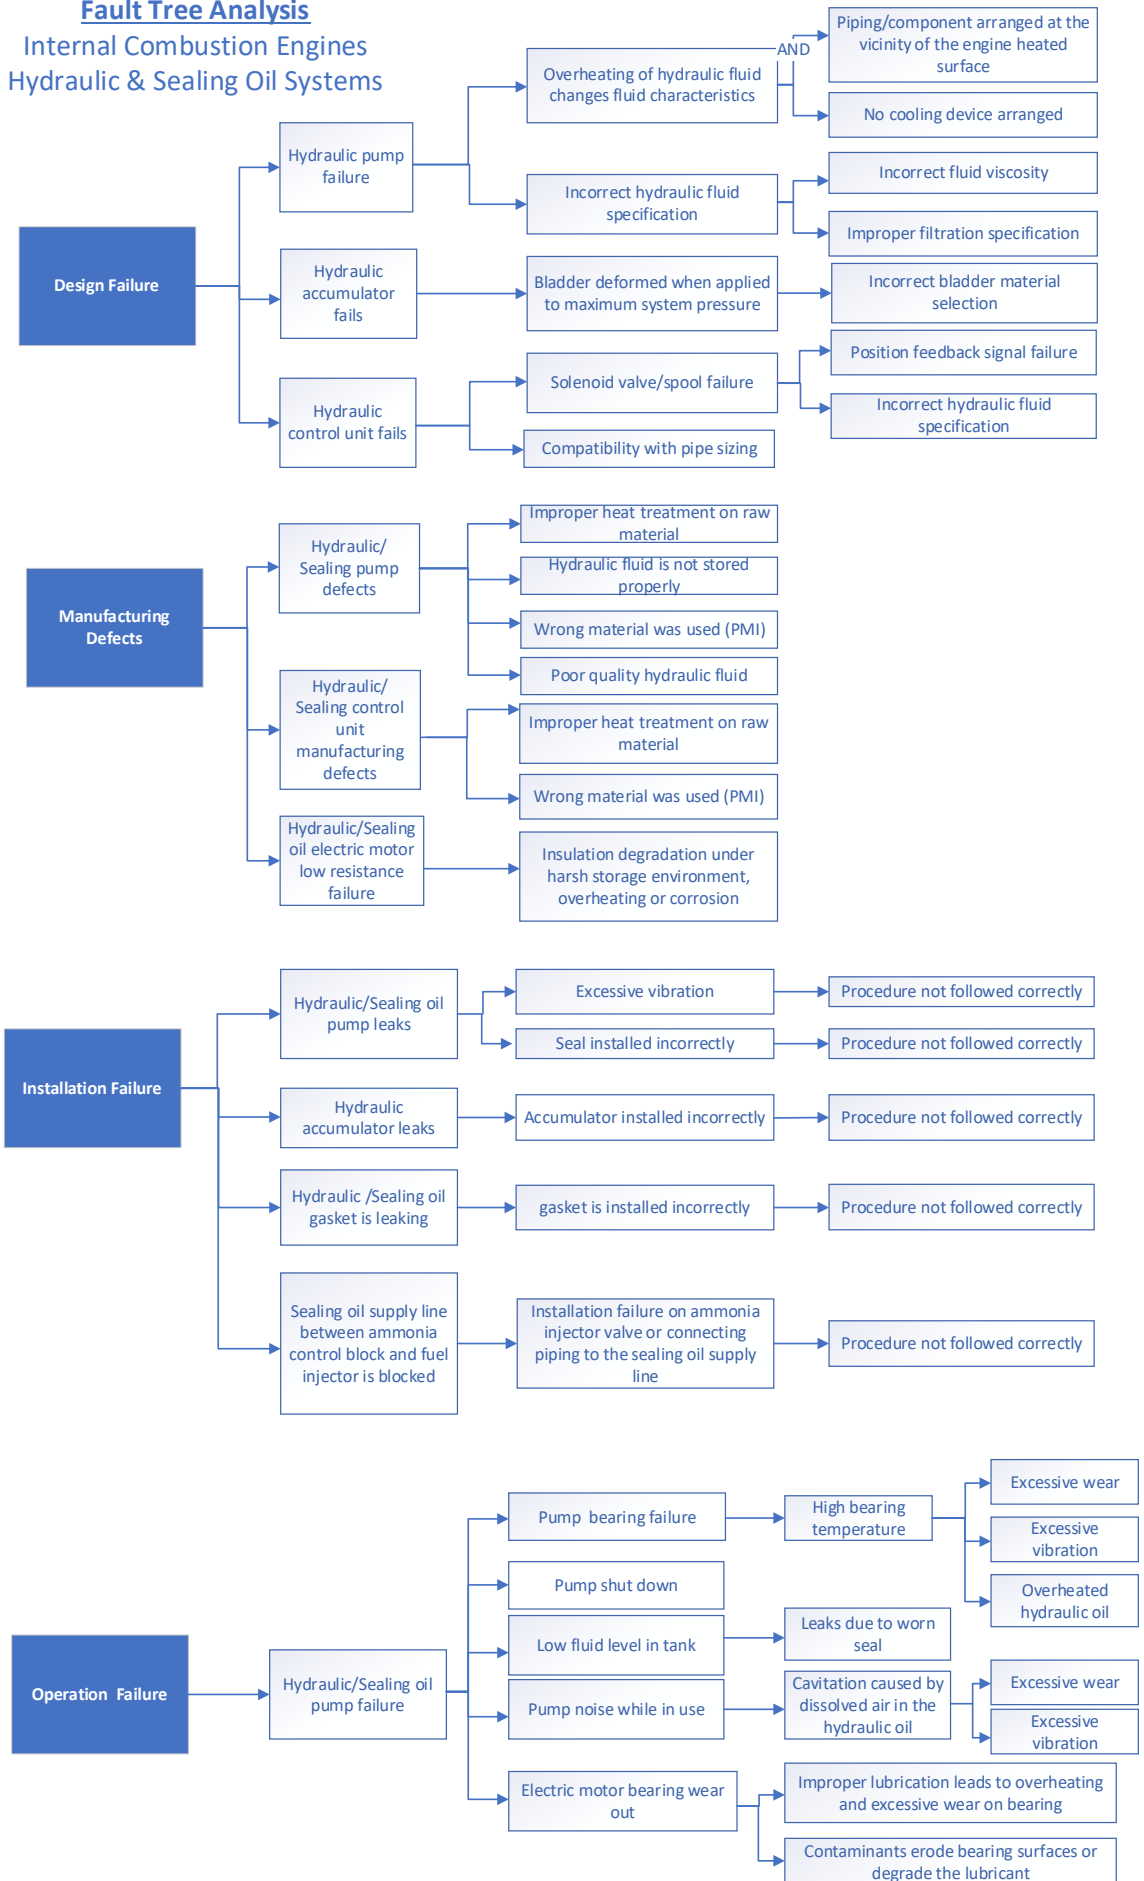 Fault Tree Analysis
Internal Combustion Engines
Hydraulic & Sealing Oil Systems
Design Failure
Hydraulic pump
failure
Overheating of hydraulic fluid
changes fluid characteristics
AND
Piping/component arranged at the
vicinity of the engine heated
surface
No cooling device arranged
Incorrect hydraulic fluid
specification
Incorrect fluid viscosity
Improper filtration specification
Hydraulic
accumulator
fails
Bladder deformed when applied
to maximum system pressure
Incorrect bladder material
selection
Hydraulic
control unit fails
Solenoid valve/spool failure
Position feedback signal failure
Incorrect hydraulic fluid
specification
Compatibility with pipe sizing
Manufacturing
Defects
Hydraulic/
Sealing pump
defects
Improper heat treatment on raw
material
Hydraulic fluid is not stored
properly
Wrong material was used (PMI)
Poor quality hydraulic fluid
Hydraulic/
Sealing control
unit
manufacturing
defects
Improper heat treatment on raw
material
Wrong material was used (PMI)
Hydraulic/Sealing
oil electric motor
low resistance
failure
Insulation degradation under
harsh storage environment,
overheating or corrosion
Installation Failure
Hydraulic/Sealing oil
pump leaks
Excessive vibration
Procedure not followed correctly
Seal installed incorrectly
Procedure not followed correctly
Hydraulic
accumulator leaks
Accumulator installed incorrectly
Procedure not followed correctly
Hydraulic /Sealing oil
gasket is leaking
gasket is installed incorrectly
Procedure not followed correctly
Sealing oil supply line
between ammonia
control block and fuel
injector is blocked
Installation failure on ammonia
injector valve or connecting
piping to the sealing oil supply
line
Procedure not followed correctly
Operation  Failure
Hydraulic/Sealing oil
pump failure
Pump  bearing failure
High bearing
temperature
Excessive wear
Excessive
vibration
Overheated
hydraulic oil
Pump shut down
Low fluid level in tank
Leaks due to worn
seal
Pump noise while in use
Cavitation caused by
dissolved air in the
hydraulic oil
Excessive wear
Excessive
vibration
Electric motor bearing wear
out
Improper lubrication leads to overheating
and excessive wear on bearing
Contaminants erode bearing surfaces or
degrade the lubricant